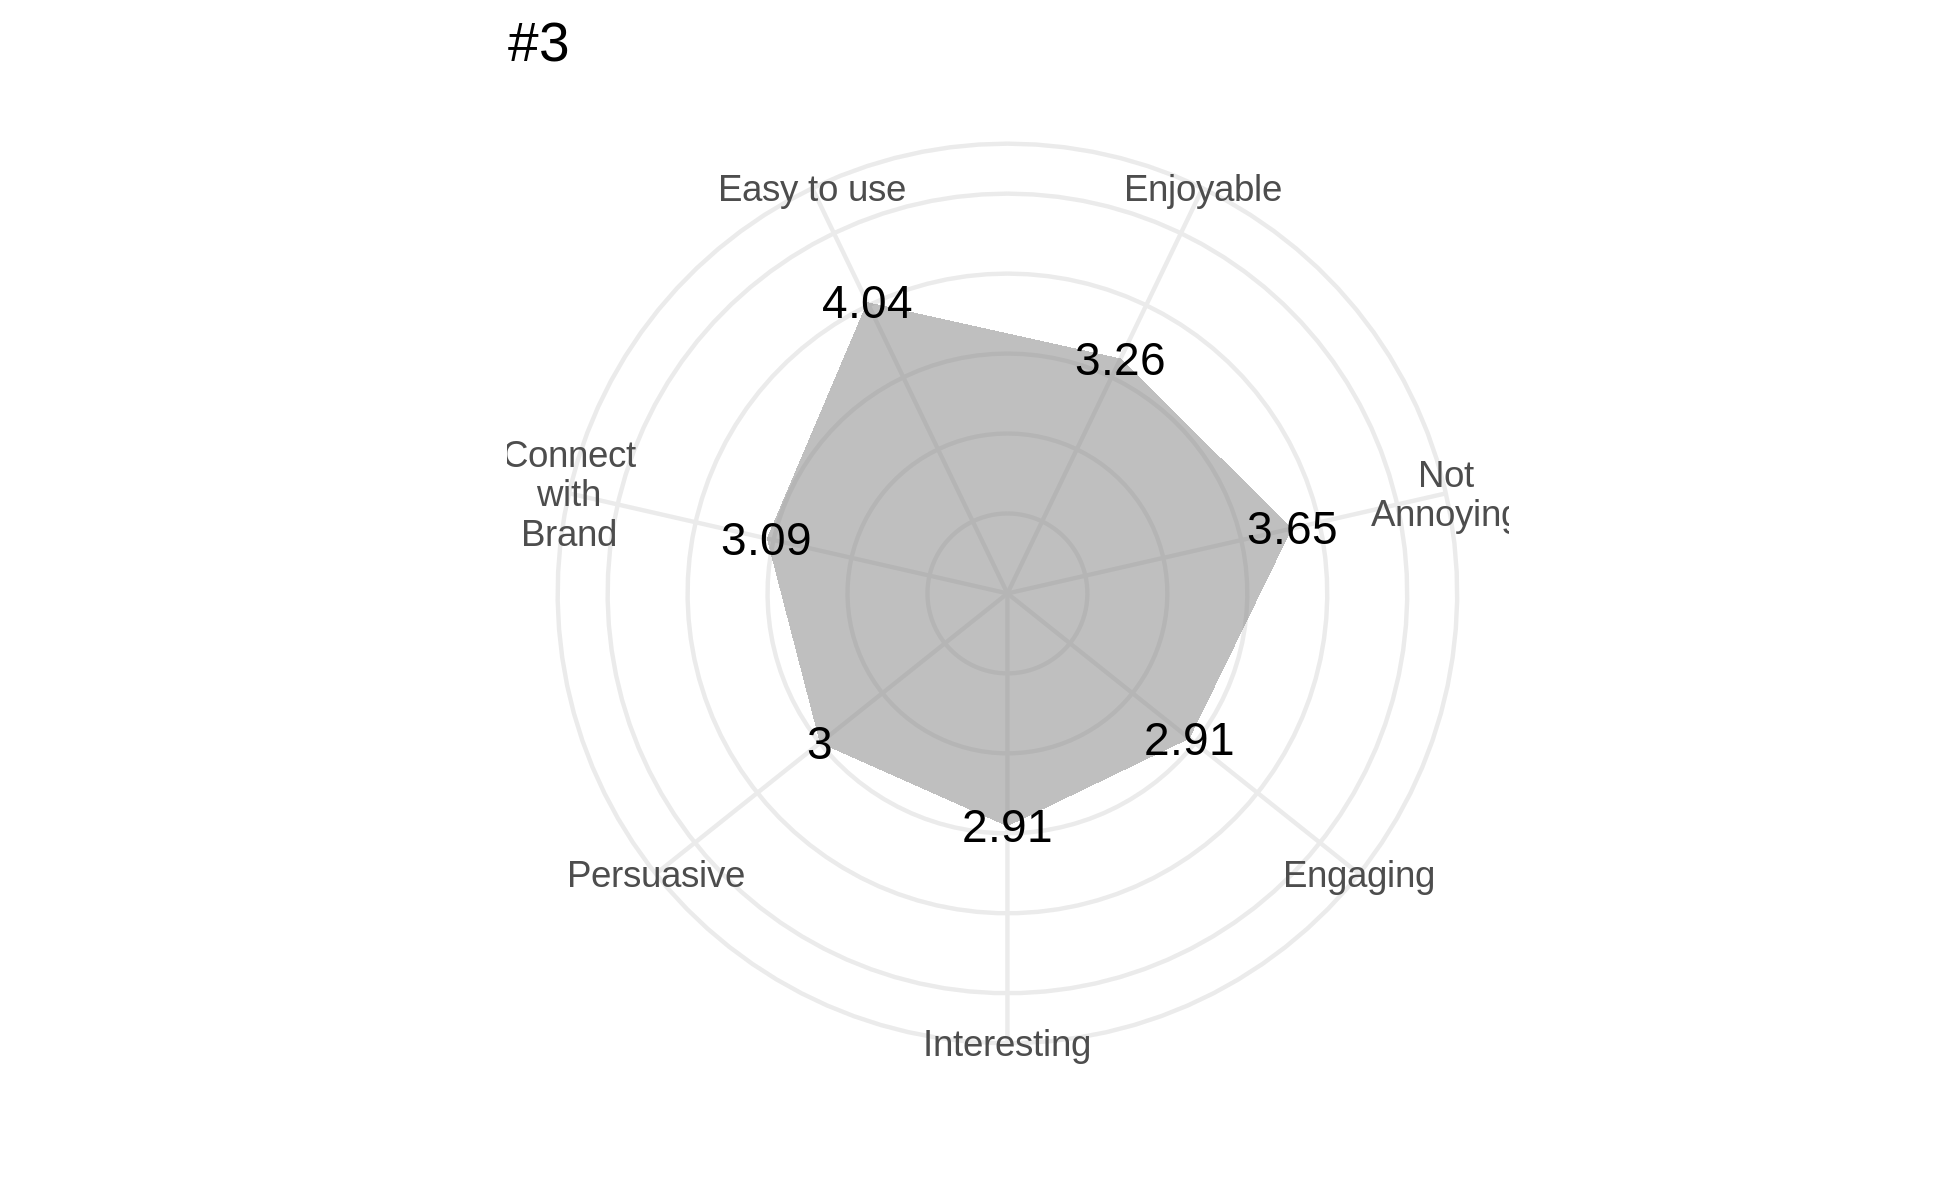 #3
Easy to use
Enjoyable
4.04
3.26
Connect
with
Brand
Not
Annoying
3.65
3.09
3
2.91
2.91
Persuasive
Engaging
Interesting